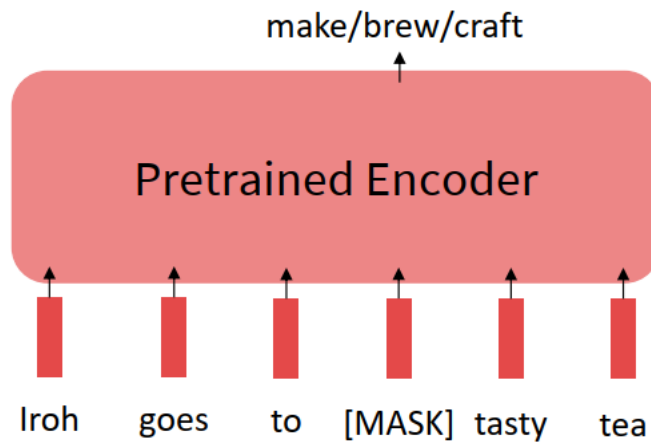 make/brew/craft
Pretrained Encoder
Iroh goes to [MASK] tasty tea